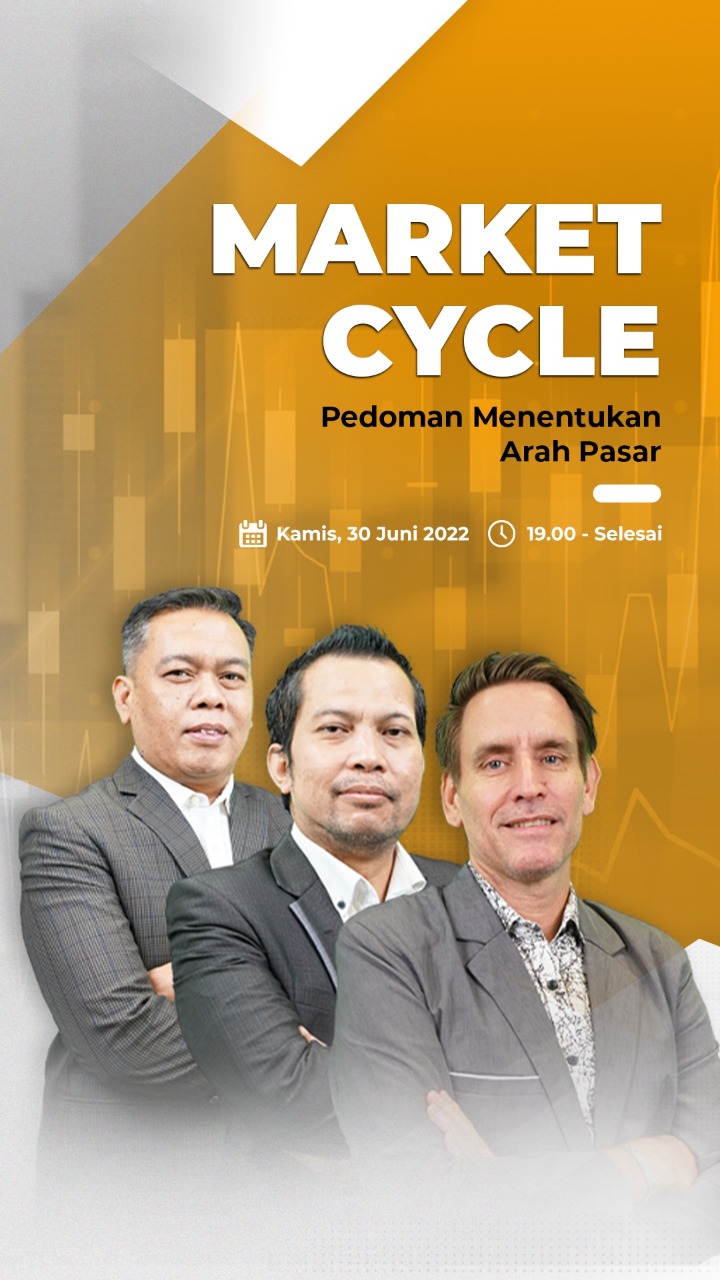 MARKET
CYCLE
Pedoman Menentukan
Arah Pasar
Kamis, 30 Juni 2022 19.00 - Selesai